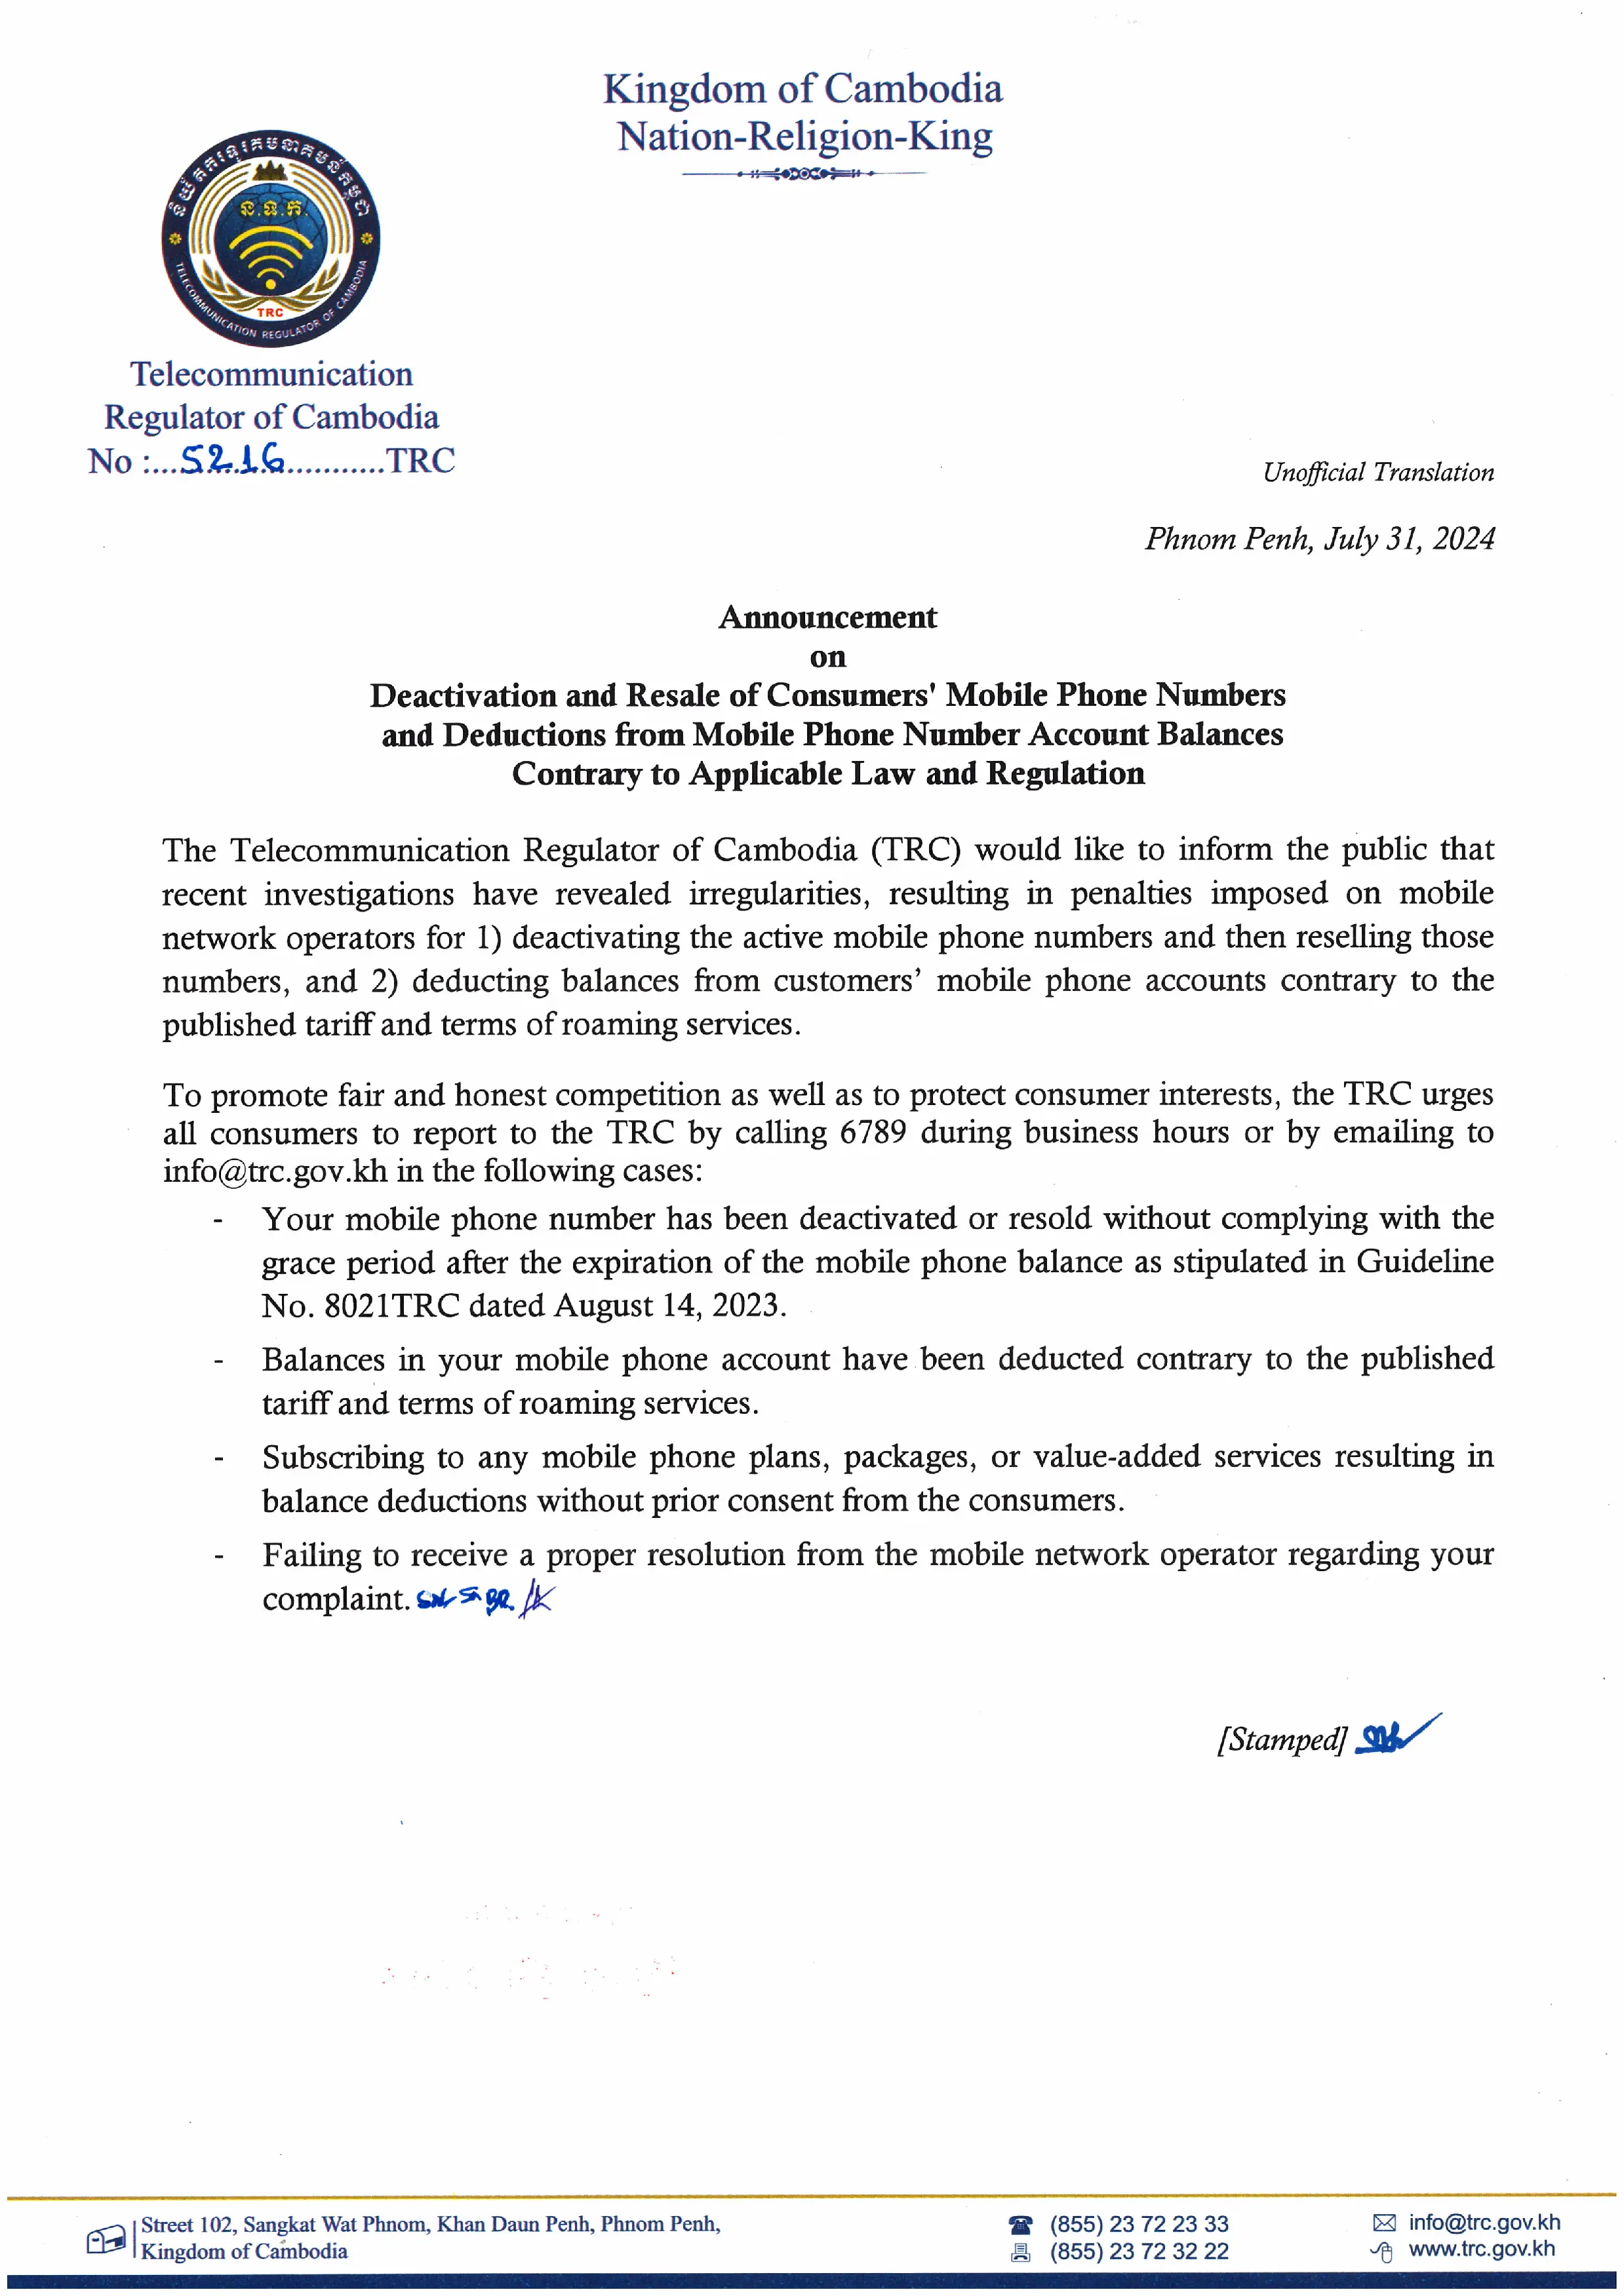 Kingdom of Cambodia
Nation-Religion-King
ន.ទ.ក.
TRC
TELECOMMUNICATION REGULATOR OF CAMBODIA
Telecommunication
Regulator of Cambodia
No :...5216...........TRC
Unofficial Translation
Phnom Penh, July 31, 2024
Announcement
on
Deactivation and Resale of Consumers' Mobile Phone Numbers
and Deductions from Mobile Phone Number Account Balances
Contrary to Applicable Law and Regulation
The Telecommunication Regulator of Cambodia (TRC) would like to inform the public that
recent investigations have revealed irregularities, resulting in penalties imposed on mobile
network operators for 1) deactivating the active mobile phone numbers and then reselling those
numbers, and 2) deducting balances from customers’ mobile phone accounts contrary to the
published tariff and terms of roaming services.
To promote fair and honest competition as well as to protect consumer interests, the TRC urges
all consumers to report to the TRC by calling 6789 during business hours or by emailing to
info@trc.gov.kh in the following cases:
- Your mobile phone number has been deactivated or resold without complying with the
grace period after the expiration of the mobile phone balance as stipulated in Guideline
No. 8021TRC dated August 14, 2023.
- Balances in your mobile phone account have been deducted contrary to the published
tariff and terms of roaming services.
- Subscribing to any mobile phone plans, packages, or value-added services resulting in
balance deductions without prior consent from the consumers.
- Failing to receive a proper resolution from the mobile network operator regarding your
complaint.
[Stamped]
Street 102, Sangkat Wat Phnom, Khan Daun Penh, Phnom Penh,
Kingdom of Cambodia
(855) 23 72 23 33
(855) 23 72 32 22
info@trc.gov.kh
www.trc.gov.kh